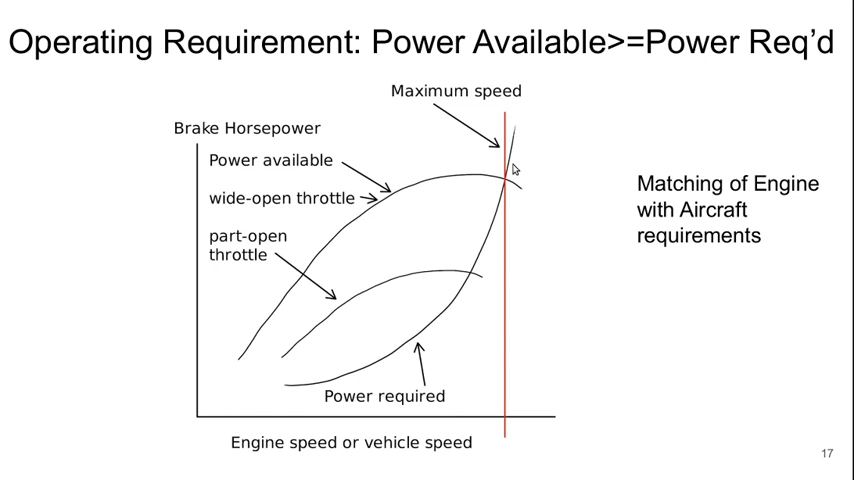 Operating Requirement: Power Available>=Power Req'd
Maximum speed
Brake Horsepower
Power available
wide-open throttle
part-open
throttle
Power required
Engine speed or vehicle speed
Matching of Engine
with Aircraft
requirements
17